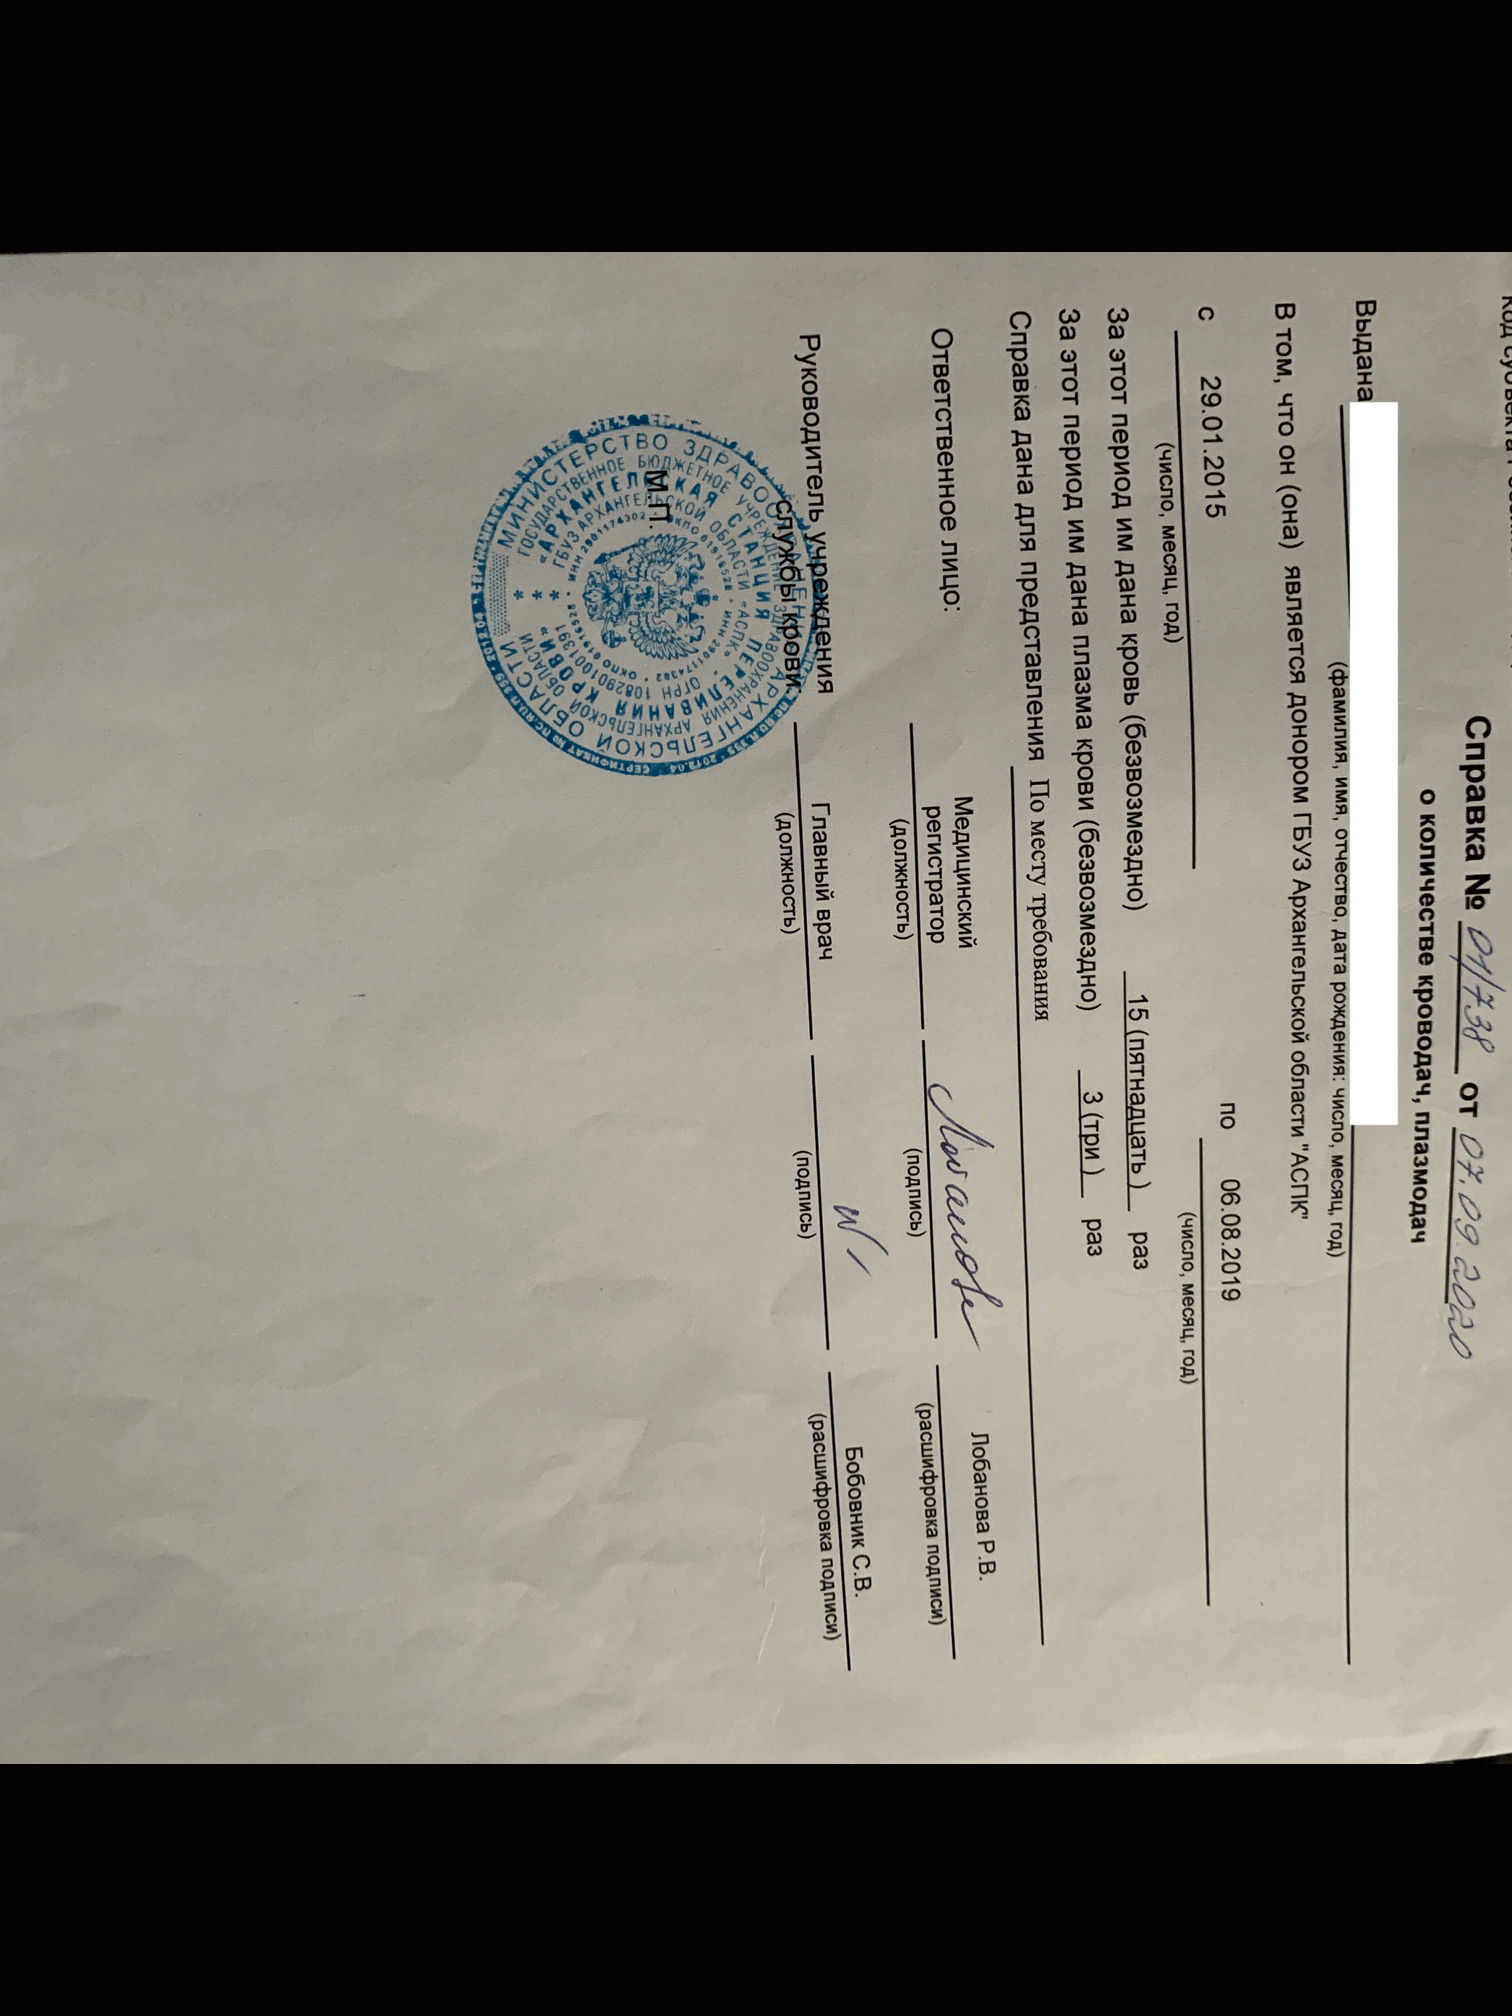 Справка № 01/738 от 07.09.2020
о количестве кроводач, плазмодач
Выдана
(фамилия, имя, отчество, дата рождения: число, месяц, год)
В том, что он (она) является донором ГБУЗ Архангельской области "АСПК"
с 29.01.2015 по 06.08.2019
(число, месяц, год) (число, месяц, год)
За этот период им дана кровь (безвозмездно) 15 (пятнадцать ) раз
За этот период им дана плазма крови (безвозмездно) 3 (три ) раз
Справка дана для представления По месту требования
Ответственное лицо: Медицинский регистратор Лобанова Р.В.
(должность) (подпись) (расшифровка подписи)
Руководитель учреждения
службы крови: Главный врач Бобовник С.В.
(должность) (подпись) (расшифровка подписи)
М.П.
МИНИСТЕРСТВО ЗДРАВООХРАНЕНИЯ АРХАНГЕЛЬСКОЙ ОБЛАСТИ
ГОСУДАРСТВЕННОЕ БЮДЖЕТНОЕ УЧРЕЖДЕНИЕ ЗДРАВООХРАНЕНИЯ АРХАНГЕЛЬСКОЙ ОБЛАСТИ
«АРХАНГЕЛЬСКАЯ СТАНЦИЯ ПЕРЕЛИВАНИЯ КРОВИ»
ГБУЗ АРХАНГЕЛЬСКОЙ ОБЛАСТИ «АСПК» ОГРН 1082901001391
ИНН 2901174302 ОКПО 01916528 ИНН 2901174302 ОКПО 01916528